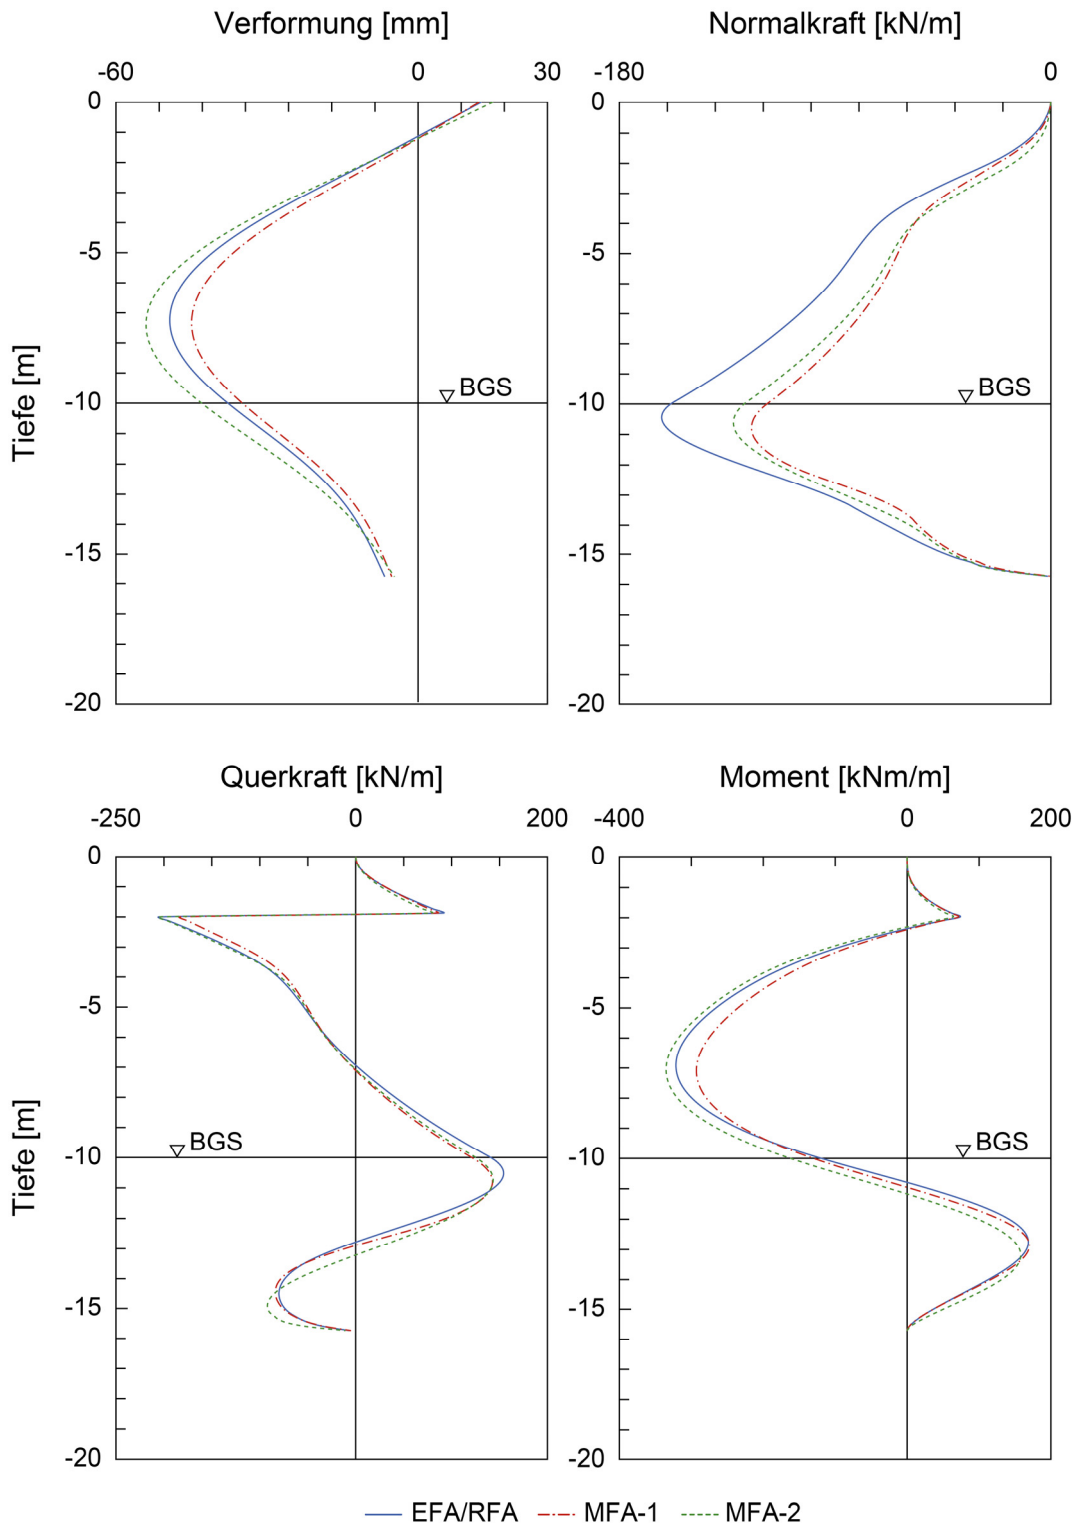 Verformung [mm]
-60 0 30
0
-5
-10
-15
-20
Tiefe [m]
BGS
Normalkraft [kN/m]
-180 0
0
-5
-10
-15
-20
BGS
Querkraft [kN/m]
-250 0 200
0
-5
-10
-15
-20
Tiefe [m]
BGS
Moment [kNm/m]
-400 0 200
0
-5
-10
-15
-20
BGS
EFA/RFA MFA-1 MFA-2